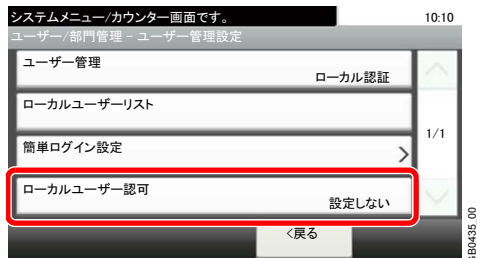 システムメニュー/カウンター画面です。
10:10
ユーザー/部門管理 - ユーザー管理設定
ユーザー管理
ローカル認証
ローカルユーザーリスト
1/1
簡単ログイン設定
ローカルユーザー認可
設定しない
<戻る